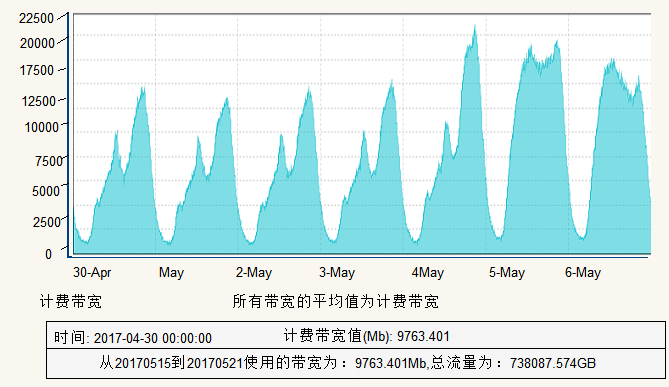 22500
20000
17500
12500
10000
7500
5000
2500
0
30-Apr May 2-May 3-May 4May 5-May 6-May
计费带宽 所有带宽的平均值为计费带宽
时间: 2017-04-30 00:00:00 计费带宽值(Mb): 9763.401
从20170515到20170521使用的带宽为：9763.401Mb,总流量为：738087.574GB